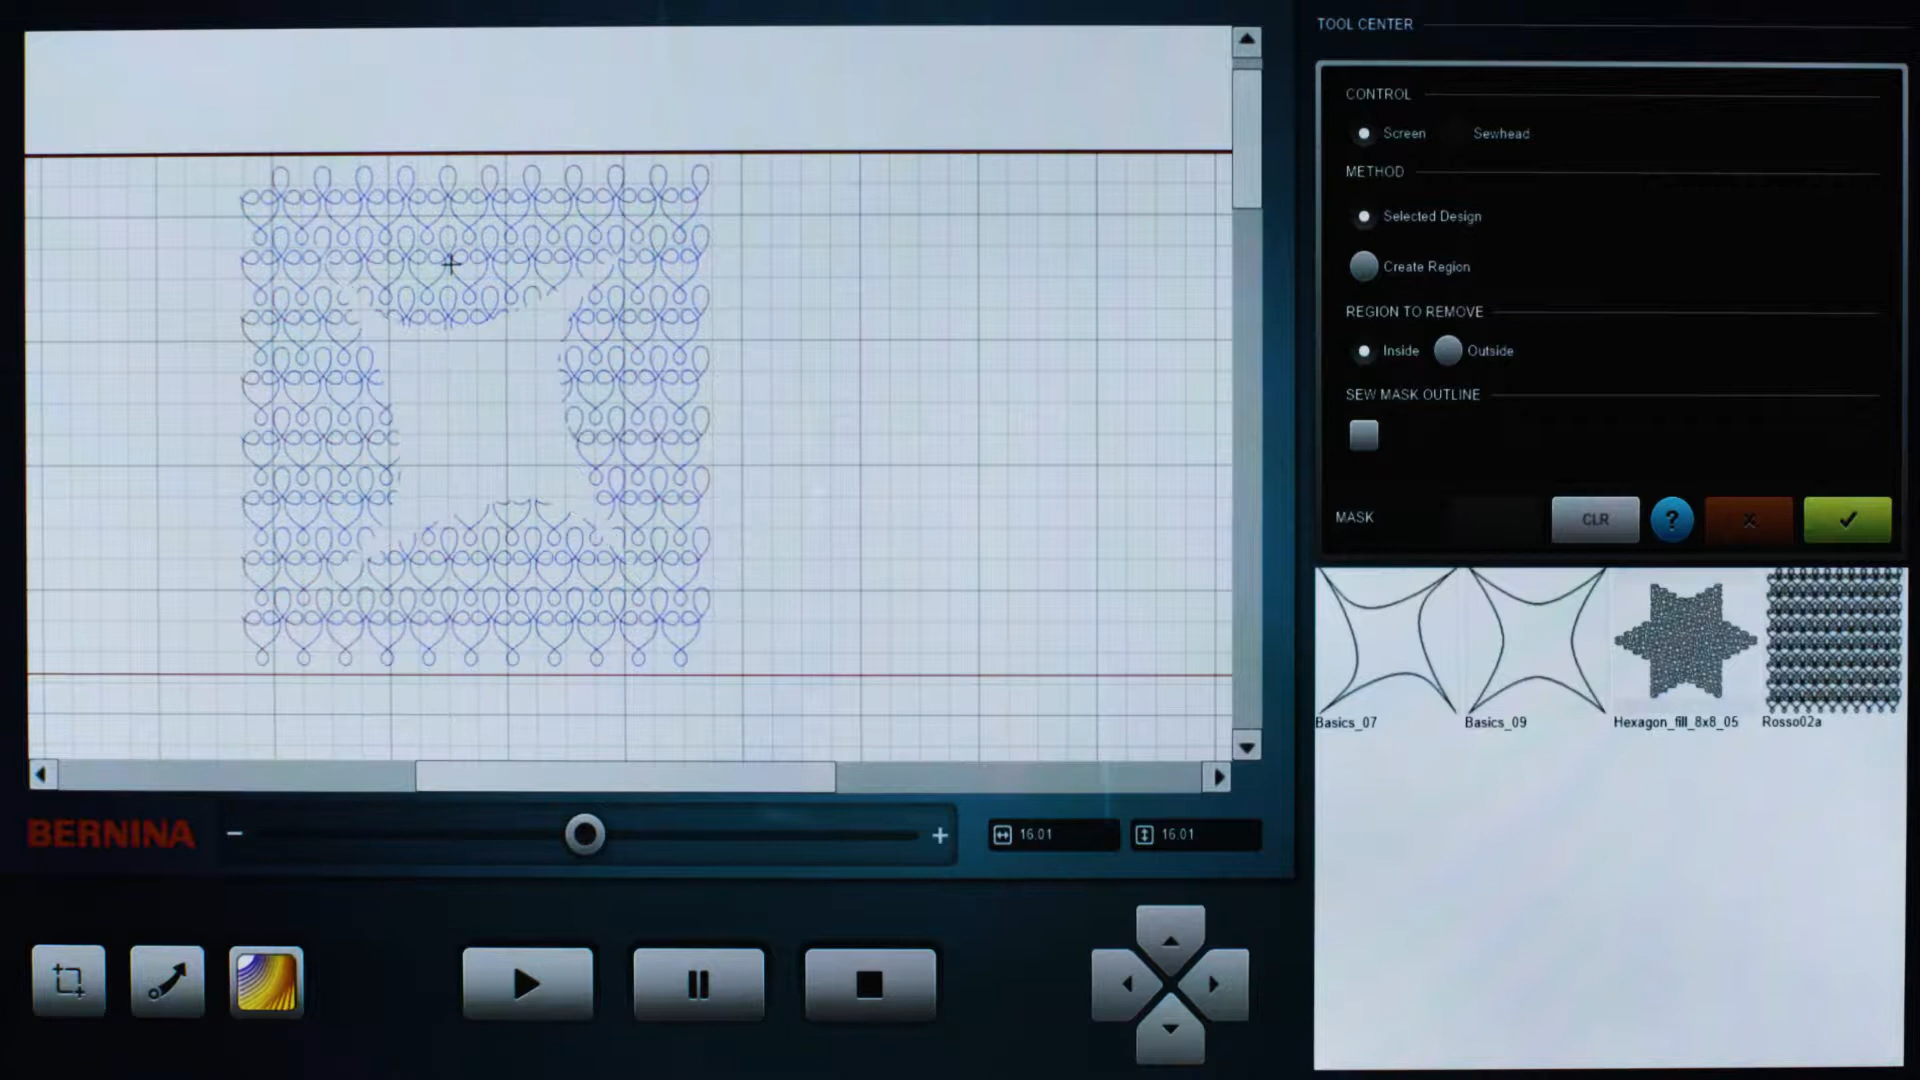 TOOL CENTER
CONTROL
Screen Sewhead
METHOD
Selected Design
Create Region
REGION TO REMOVE
Inside Outside
SEW MASK OUTLINE
MASK CLR ? X
Basics_07 Basics_09 Hexagon_fill_8x8_05 Rosso02a
BERNINA − + 16.01 16.01